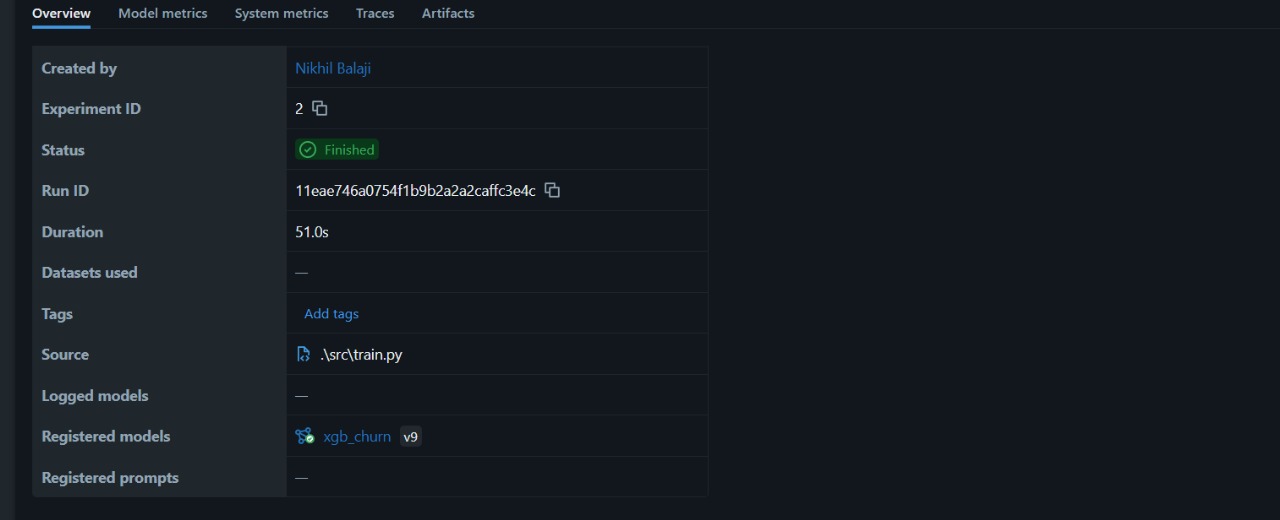 Overview Model metrics System metrics Traces Artifacts
Created by Nikhil Balaji
Experiment ID 2
Status Finished
Run ID 11eae746a0754f1b9b2a2a2caffc3e4c
Duration 51.0s
Datasets used —
Tags Add tags
Source .\src\train.py
Logged models —
Registered models xgb_churn v9
Registered prompts —